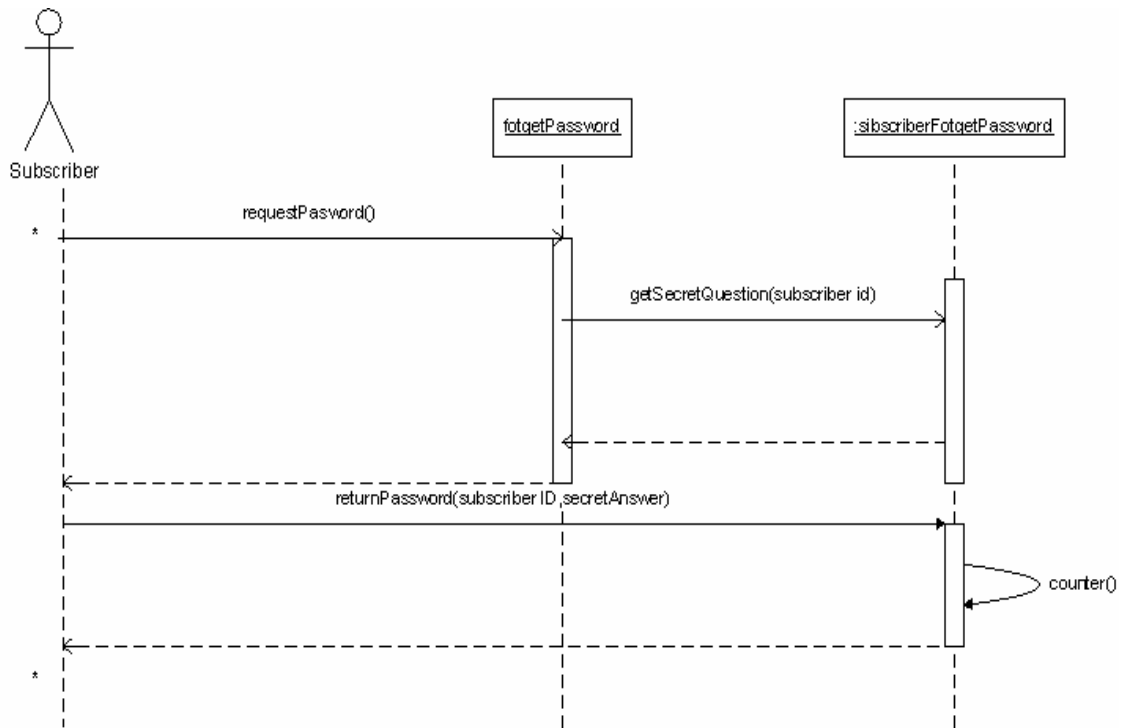 fotgetPassword
:sibscriberFotgetPassword
Subscriber
requestPasword()
*
getSecretQuestion(subscriber id)
returnPassword(subscriber ID,secretAnswer)
counter()
*